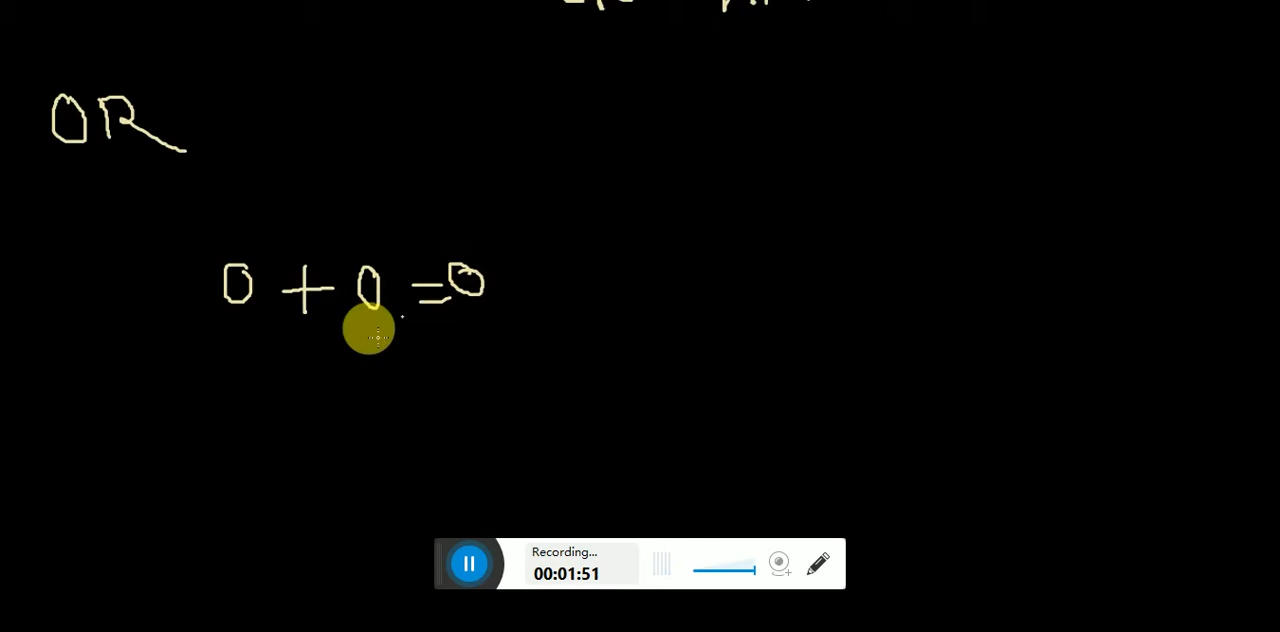 OR
0 + 0 = 0
Recording...
00:01:51